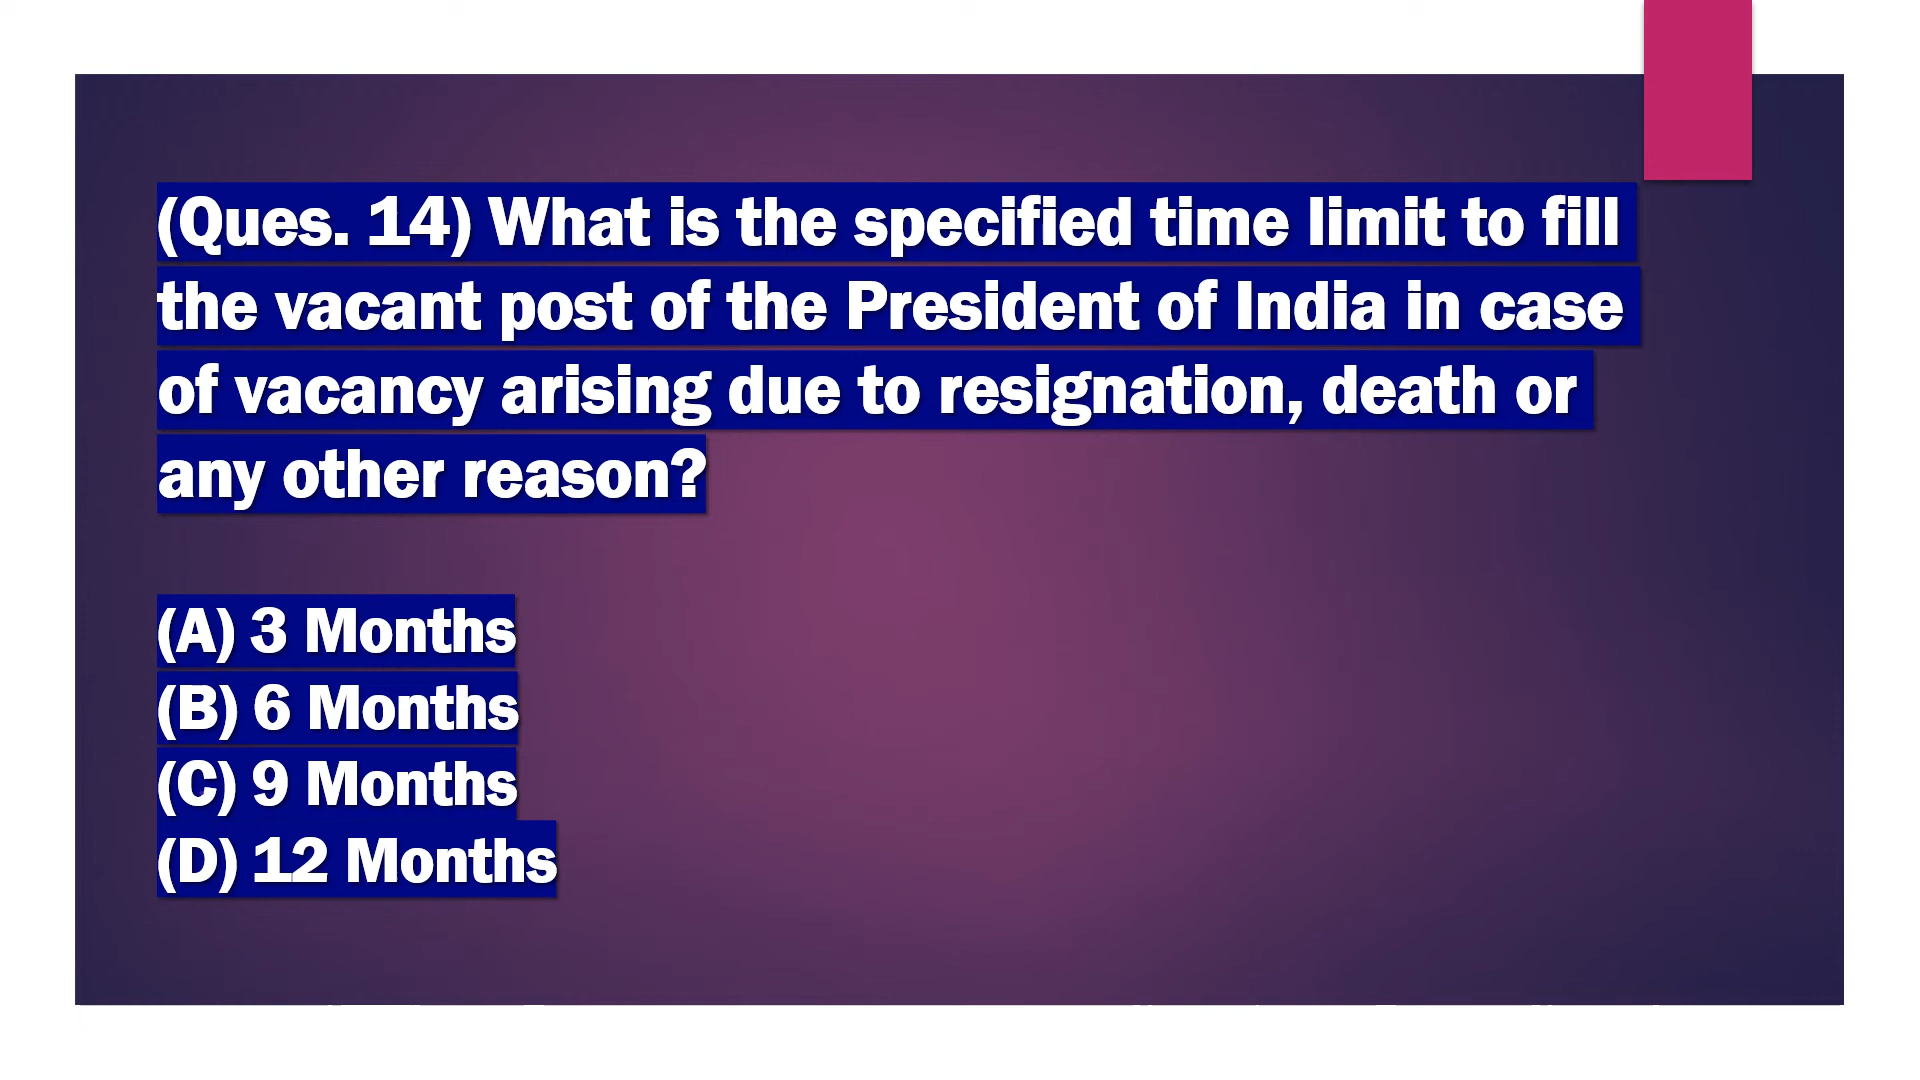 (Ques. 14) What is the specified time limit to fill
the vacant post of the President of India in case
of vacancy arising due to resignation, death or
any other reason?
(A) 3 Months
(B) 6 Months
(C) 9 Months
(D) 12 Months